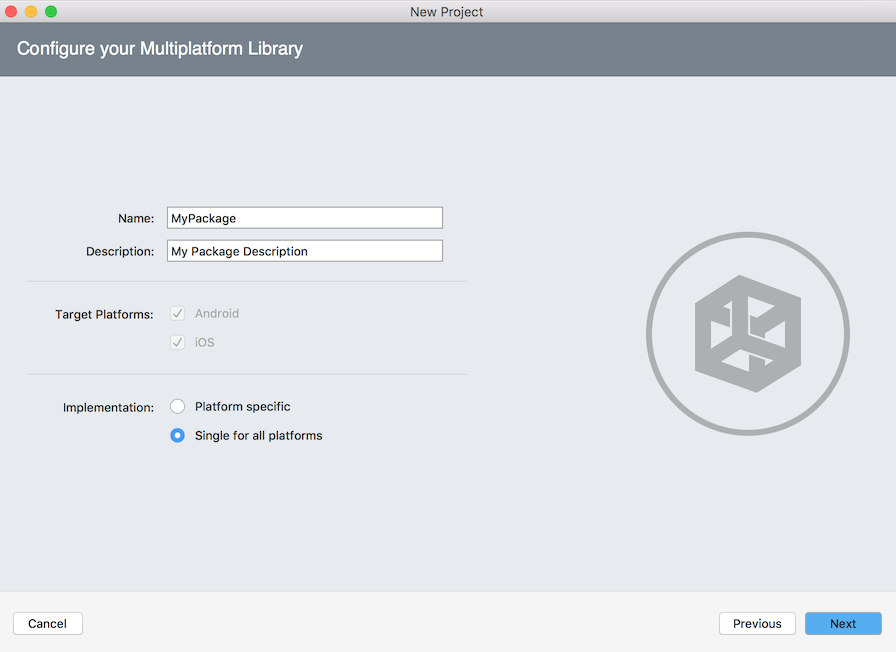 New Project
Configure your Multiplatform Library
Name: MyPackage
Description: My Package Description
Target Platforms: Android
iOS
Implementation: Platform specific
Single for all platforms
Cancel Previous Next